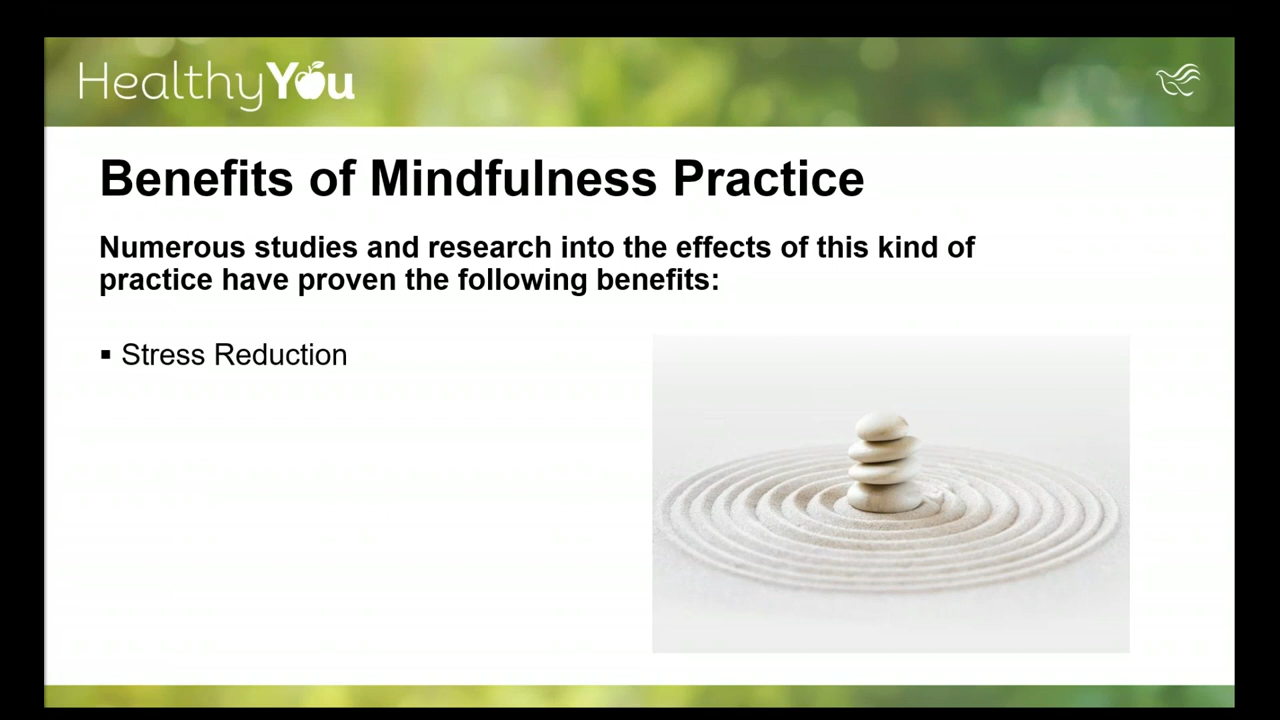 HealthyYou
Benefits of Mindfulness Practice
Numerous studies and research into the effects of this kind of
practice have proven the following benefits:
▪ Stress Reduction